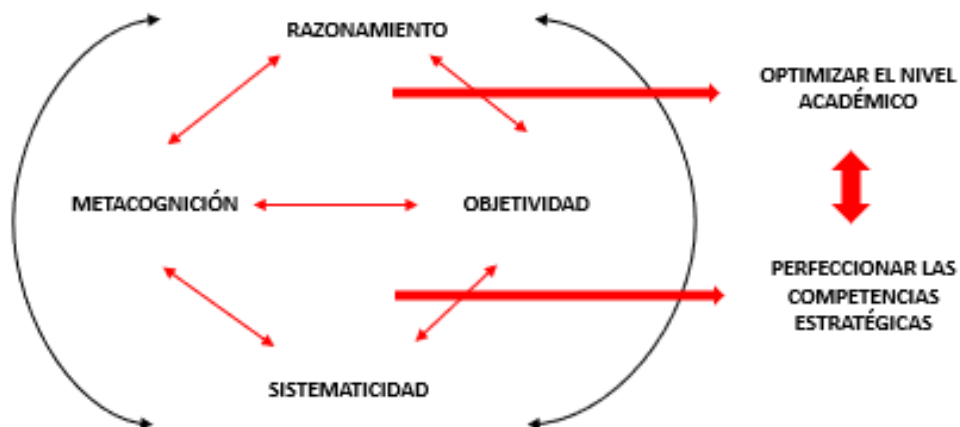 RAZONAMIENTO
OPTIMIZAR EL NIVEL
ACADÉMICO
METACOGNICIÓN
OBJETIVIDAD
PERFECCIONAR LAS
COMPETENCIAS
ESTRATÉGICAS
SISTEMATICIDAD